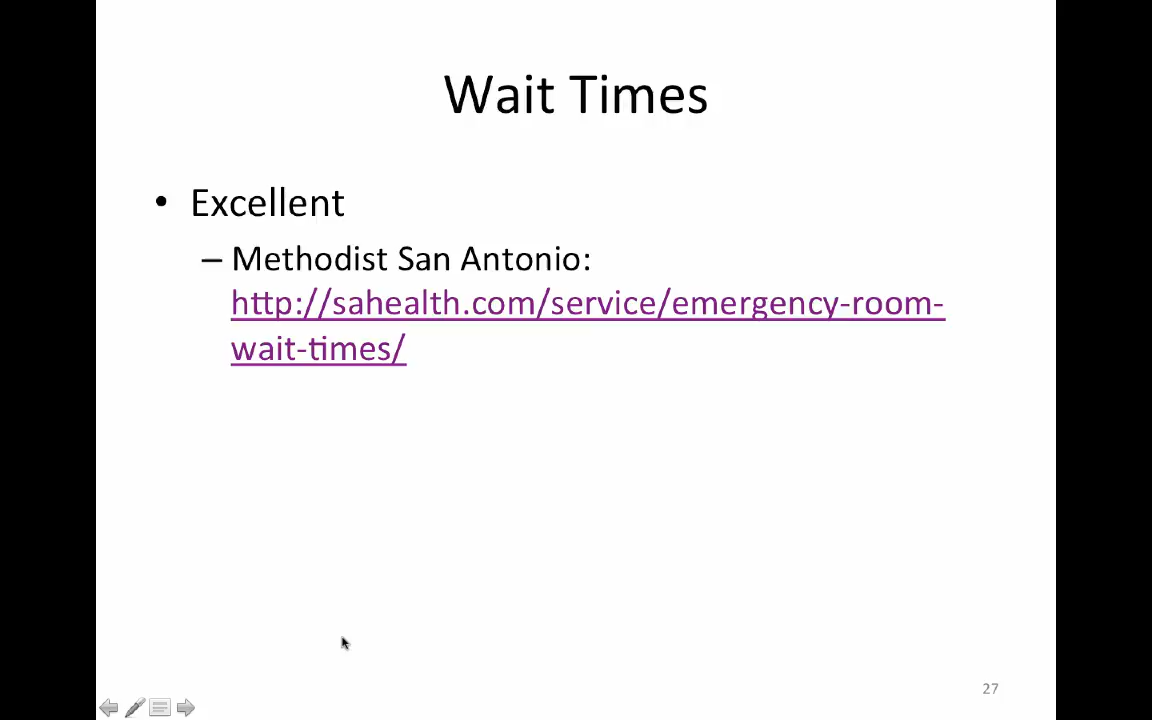 Wait Times
• Excellent
– Methodist San Antonio:
http://sahealth.com/service/emergency-room-
wait-times/
27